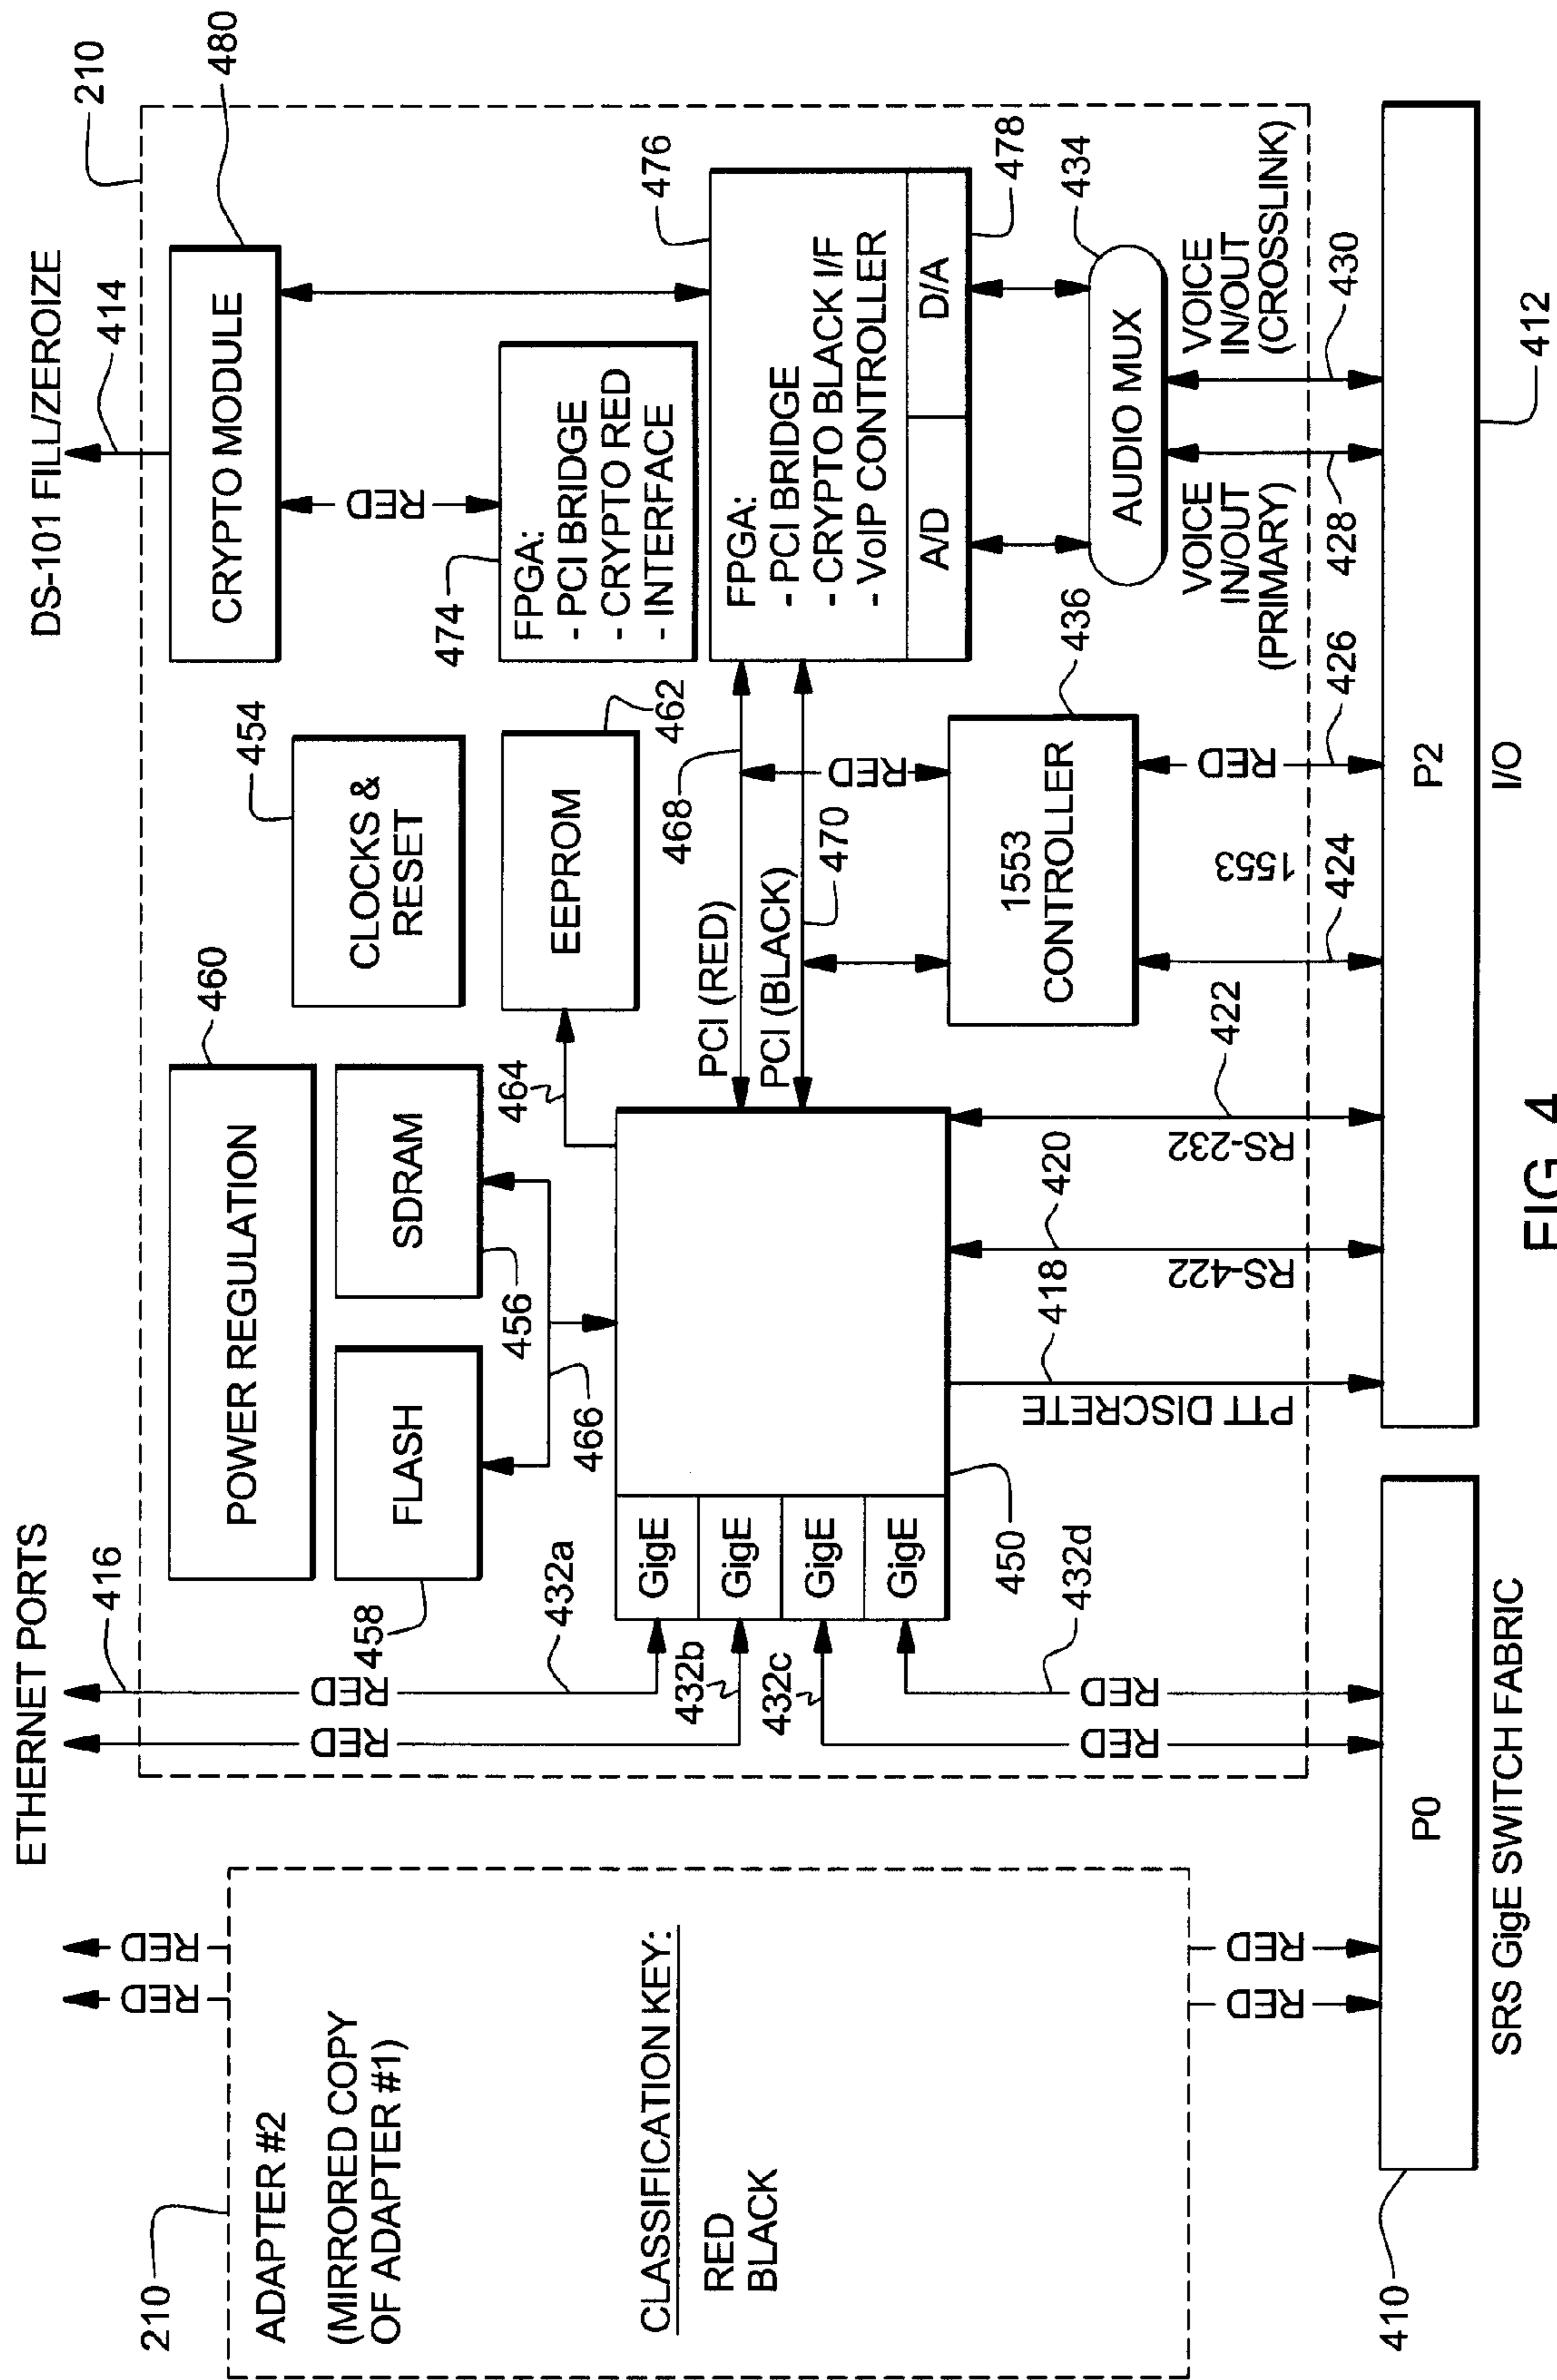 ETHERNET PORTS
DS-101 FILL/ZEROIZE
416
414
210
480
210
RED
RED
ADAPTER #2
(MIRRORED COPY
OF ADAPTER #1)
CLASSIFICATION KEY:
RED
BLACK
RED
RED
RED
RED
POWER REGULATION
460
FLASH
458
SDRAM
456
466
CLOCKS &
RESET
454
EEPROM
462
464
CRYPTO MODULE
RED
474
FPGA:
- PCI BRIDGE
- CRYPTO RED
- INTERFACE
476
FPGA:
- PCI BRIDGE
- CRYPTO BLACK I/F
- VoIP CONTROLLER
A/D
D/A
478
432a
432b
432c
432d
GigE
GigE
GigE
GigE
450
PCI (RED)
468
PCI (BLACK)
470
RED
1553
CONTROLLER
436
AUDIO MUX
434
RED
RED
PTT DISCRETE
418
RS-422
420
RS-232
422
1553
424
RED
426
VOICE
IN/OUT
(PRIMARY)
428
VOICE
IN/OUT
(CROSSLINK)
430
P0
410
SRS GigE SWITCH FABRIC
P2
I/O
412
FIG. 4